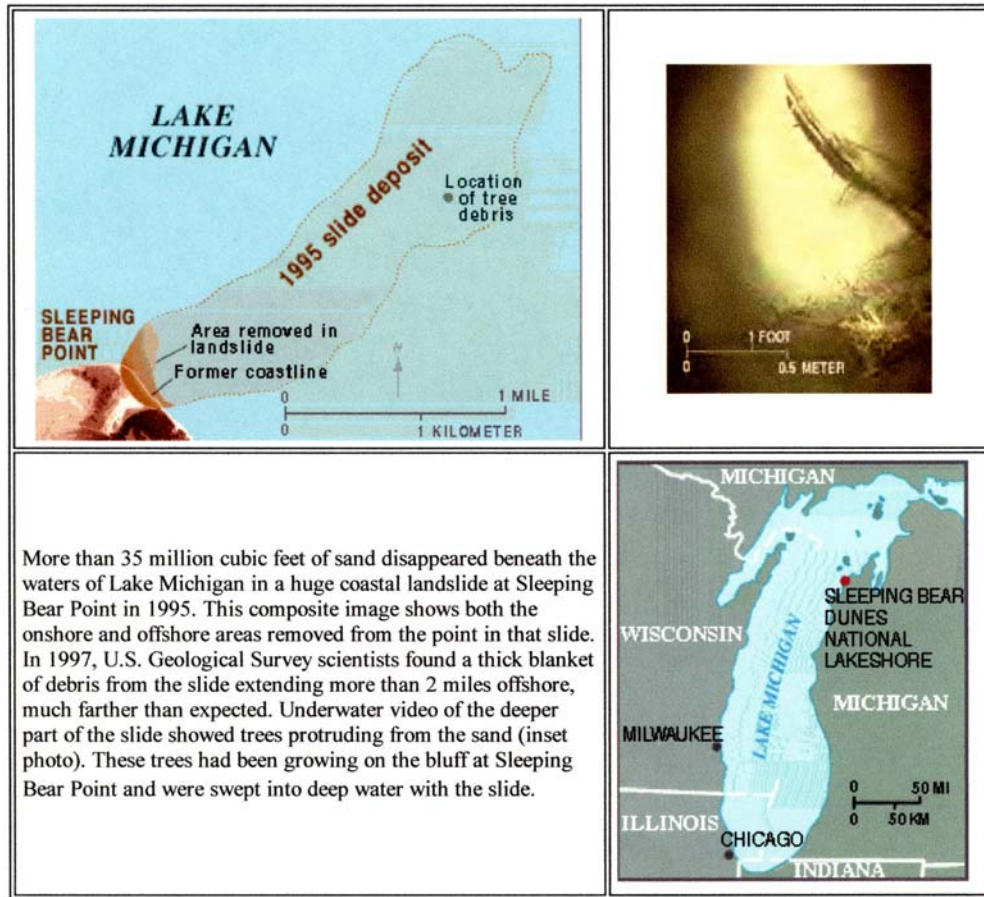 LAKE
MICHIGAN
1995 slide deposit
Location
of tree
debris
SLEEPING
BEAR
POINT
Area removed in
landslide
Former coastline
N
0 1 MILE
0 1 KILOMETER
0 1 FOOT
0 0.5 METER
More than 35 million cubic feet of sand disappeared beneath the
waters of Lake Michigan in a huge coastal landslide at Sleeping
Bear Point in 1995. This composite image shows both the
onshore and offshore areas removed from the point in that slide.
In 1997, U.S. Geological Survey scientists found a thick blanket
of debris from the slide extending more than 2 miles offshore,
much farther than expected. Underwater video of the deeper
part of the slide showed trees protruding from the sand (inset
photo). These trees had been growing on the bluff at Sleeping
Bear Point and were swept into deep water with the slide.
MICHIGAN
SLEEPING BEAR
DUNES
NATIONAL
LAKESHORE
WISCONSIN
LAKE MICHIGAN
MICHIGAN
MILWAUKEE
0 50 MI
0 50 KM
ILLINOIS
CHICAGO
INDIANA